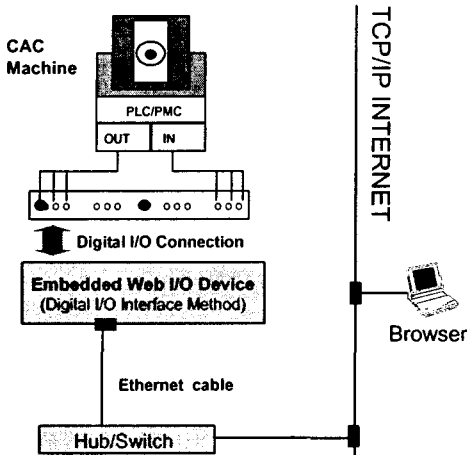 CAC
Machine
PLC/PMC
OUT
IN
Digital I/O Connection
Embedded Web I/O Device
(Digital I/O Interface Method)
Ethernet cable
Hub/Switch
TCP/IP INTERNET
Browser